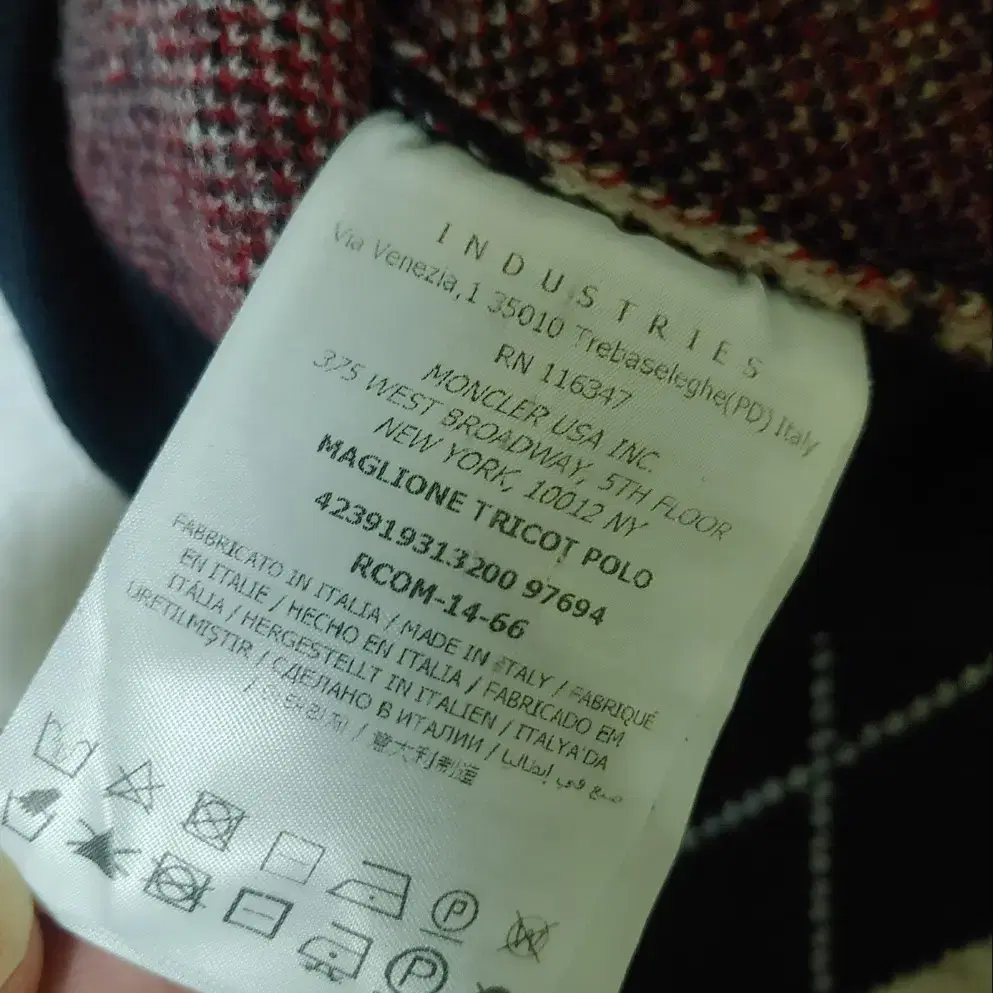 INDUSTRIES
Via Venezia,1 35010 Trebaseleghe(PD) Italy
RN 116347
MONCLER USA INC.
375 WEST BROADWAY, 5TH FLOOR
NEW YORK, 10012 NY
MAGLIONE TRICOT POLO
423919313200 97694
RCOM-14-66
FABBRICATO IN ITALIA / MADE IN ITALY / FABRIQUÉ
EN ITALIE / HECHO EN ITALIA / FABRICADO EM
ITÁLIA / HERGESTELLT IN ITALIEN / ITALYA'DA
ÜRETILMIŞTIR / СДЕЛАНО В ИТАЛИИ / صنع في إيطاليا
/ / 意大利制造
P
W
P